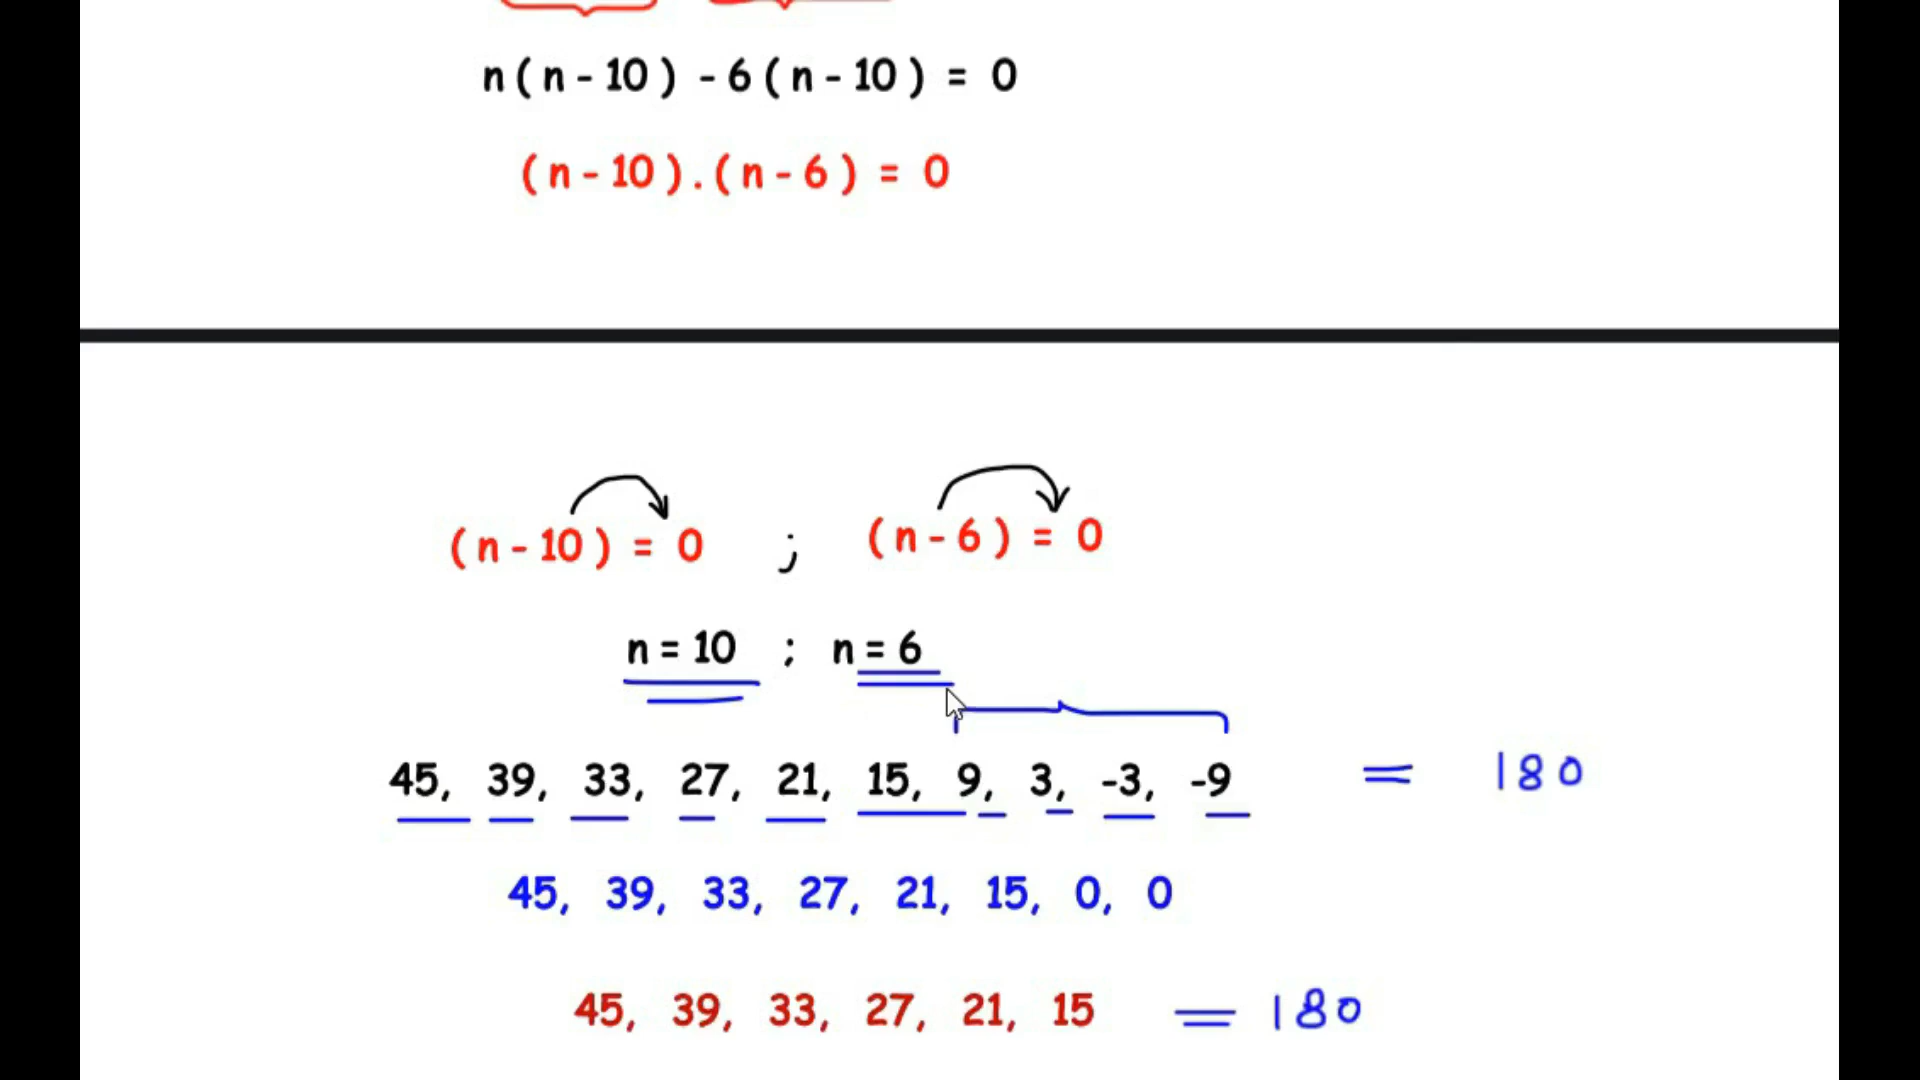 n ( n - 10 ) - 6 ( n - 10 ) = 0
( n - 10 ) . ( n - 6 ) = 0
( n - 10 ) = 0 ; ( n - 6 ) = 0
n = 10 ; n = 6
45, 39, 33, 27, 21, 15, 9, 3, -3, -9 = 180
45, 39, 33, 27, 21, 15, 0, 0
45, 39, 33, 27, 21, 15 = 180